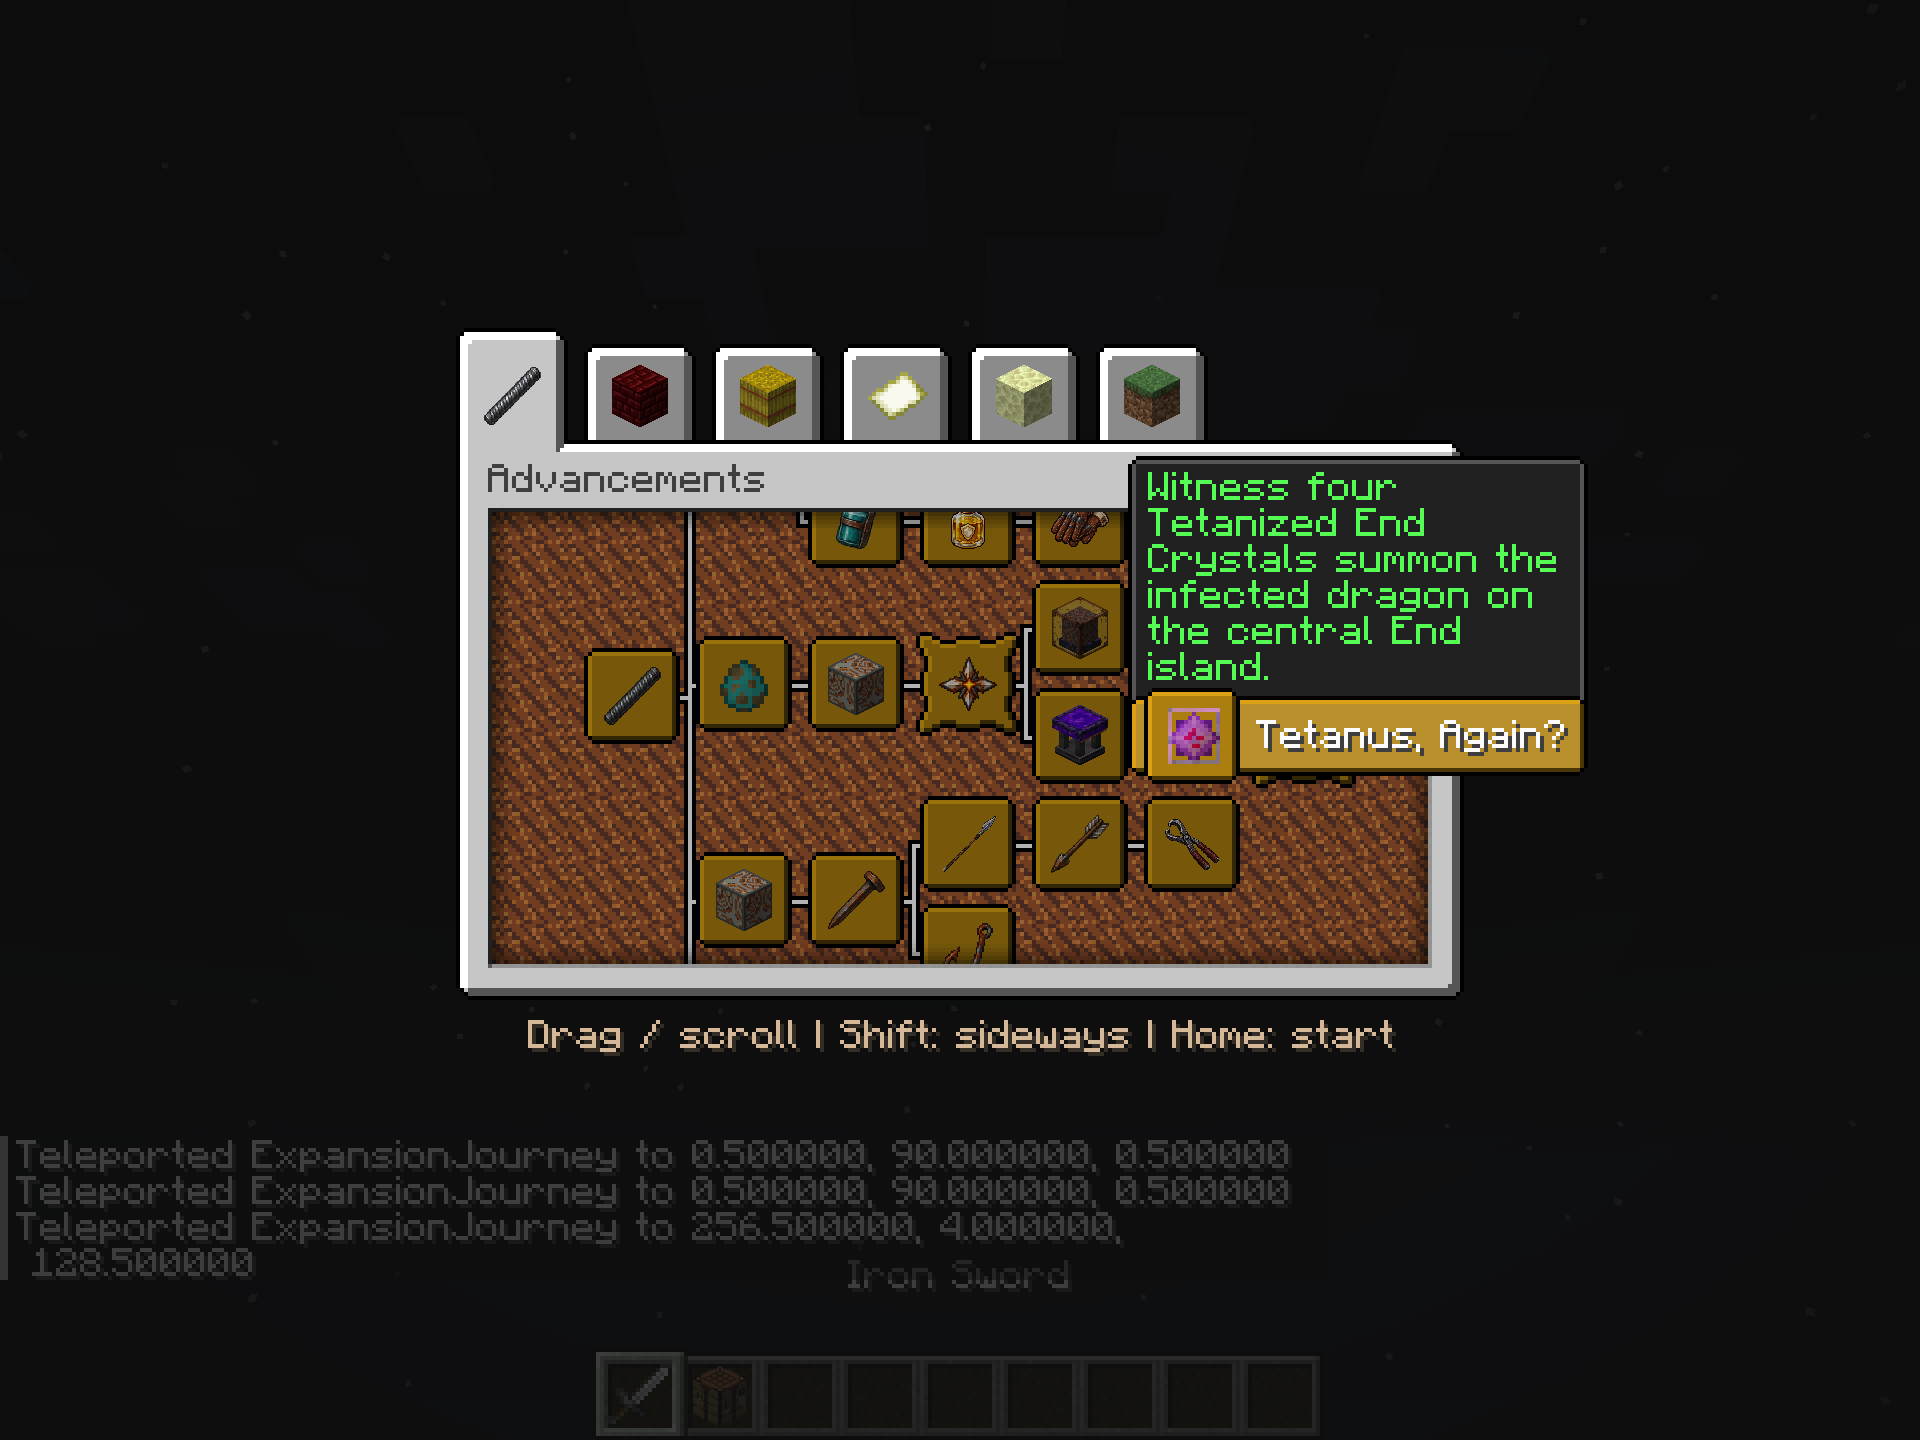 Advancements
Witness four
Tetanized End
Crystals summon the
infected dragon on
the central End
island.
Tetanus, Again?
Drag / scroll | Shift: sideways | Home: start
Teleported ExpansionJourney to 0.500000, 90.000000, 0.500000
Teleported ExpansionJourney to 0.500000, 90.000000, 0.500000
Teleported ExpansionJourney to 256.500000, 4.000000,
128.500000
Iron Sword